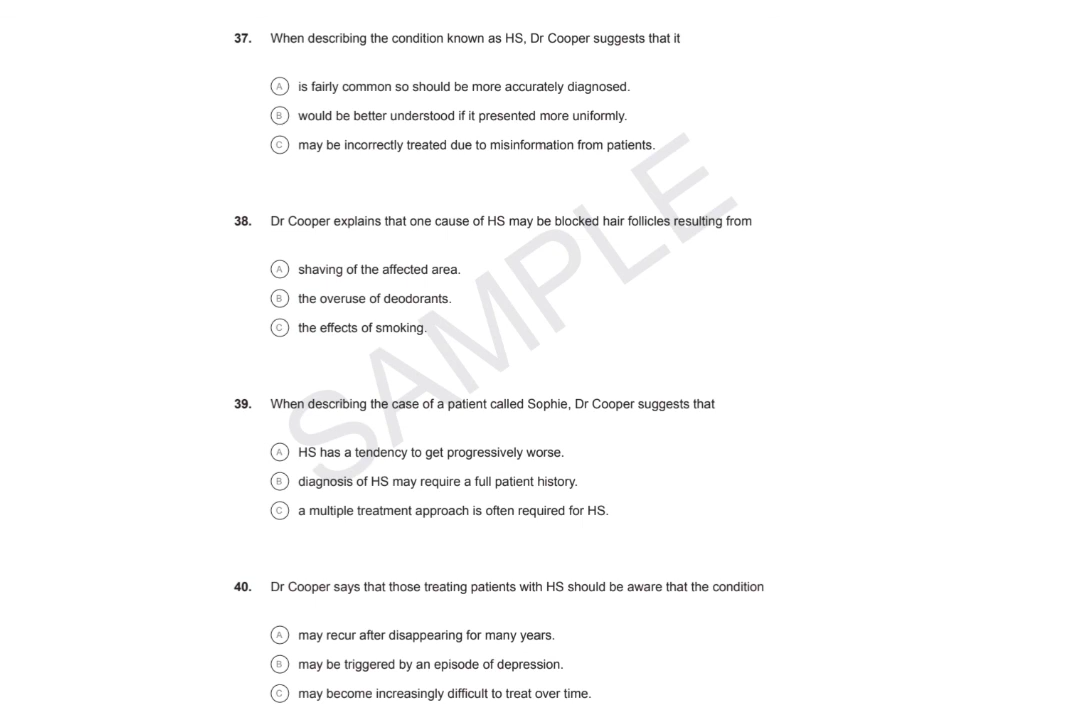 37. When describing the condition known as HS, Dr Cooper suggests that it
A is fairly common so should be more accurately diagnosed.
B would be better understood if it presented more uniformly.
C may be incorrectly treated due to misinformation from patients.
38. Dr Cooper explains that one cause of HS may be blocked hair follicles resulting from
A shaving of the affected area.
B the overuse of deodorants.
C the effects of smoking.
39. When describing the case of a patient called Sophie, Dr Cooper suggests that
A HS has a tendency to get progressively worse.
B diagnosis of HS may require a full patient history.
C a multiple treatment approach is often required for HS.
40. Dr Cooper says that those treating patients with HS should be aware that the condition
A may recur after disappearing for many years.
B may be triggered by an episode of depression.
C may become increasingly difficult to treat over time.
SAMPLE